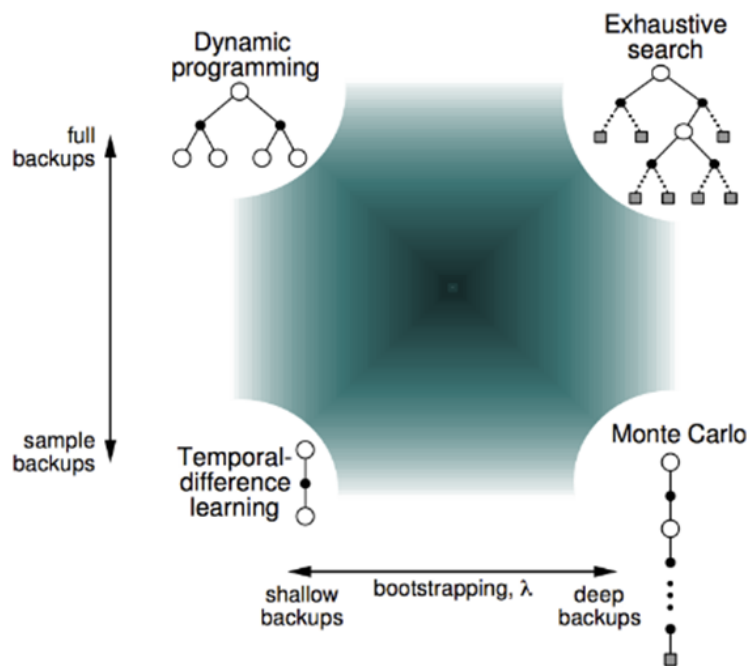 Dynamic
programming
Exhaustive
search
full
backups
sample
backups
Temporal-
difference
learning
Monte Carlo
shallow
backups
bootstrapping, λ
deep
backups